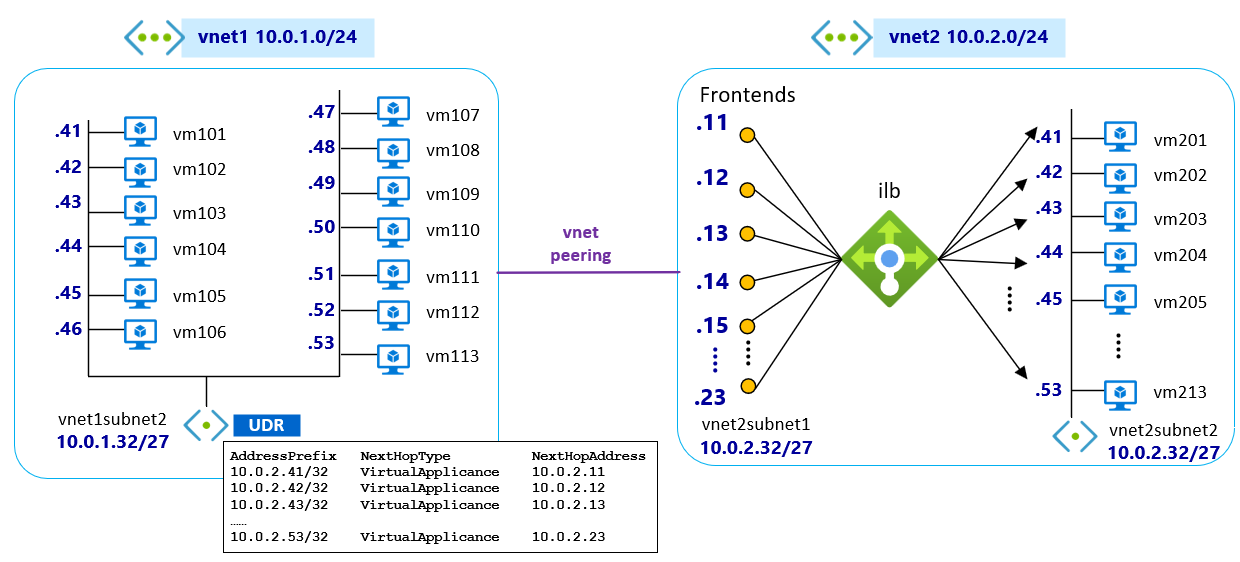 vnet1 10.0.1.0/24
vnet2 10.0.2.0/24
.41 vm101
.42 vm102
.43 vm103
.44 vm104
.45 vm105
.46 vm106
.47 vm107
.48 vm108
.49 vm109
.50 vm110
.51 vm111
.52 vm112
.53 vm113
vnet1subnet2
10.0.1.32/27
UDR
AddressPrefix NextHopType NextHopAddress
10.0.2.41/32 VirtualApplicance 10.0.2.11
10.0.2.42/32 VirtualApplicance 10.0.2.12
10.0.2.43/32 VirtualApplicance 10.0.2.13
......
10.0.2.53/32 VirtualApplicance 10.0.2.23
vnet
peering
Frontends
.11
.12
.13
.14
.15
.23
vnet2subnet1
10.0.2.32/27
ilb
.41 vm201
.42 vm202
.43 vm203
.44 vm204
.45 vm205
.53 vm213
vnet2subnet2
10.0.2.32/27